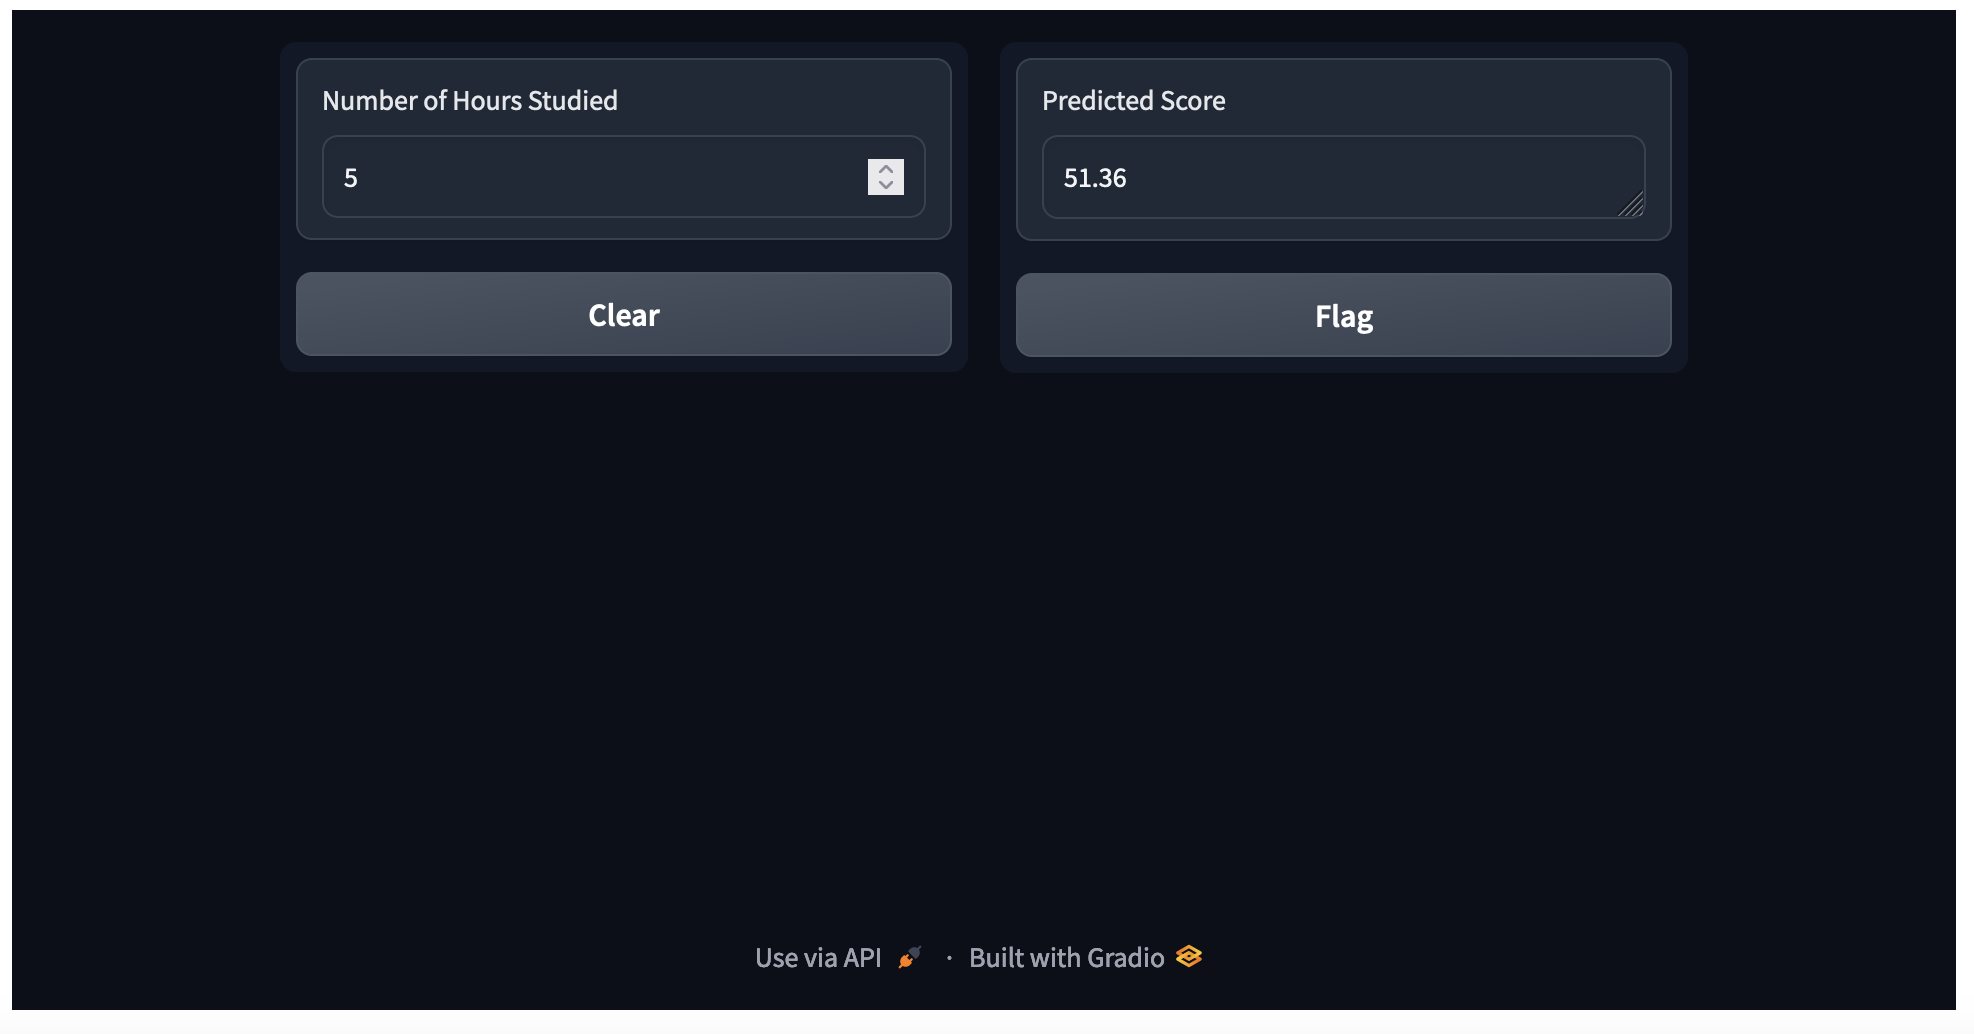 Number of Hours Studied
5
Clear
Predicted Score
51.36
Flag
Use via API · Built with Gradio